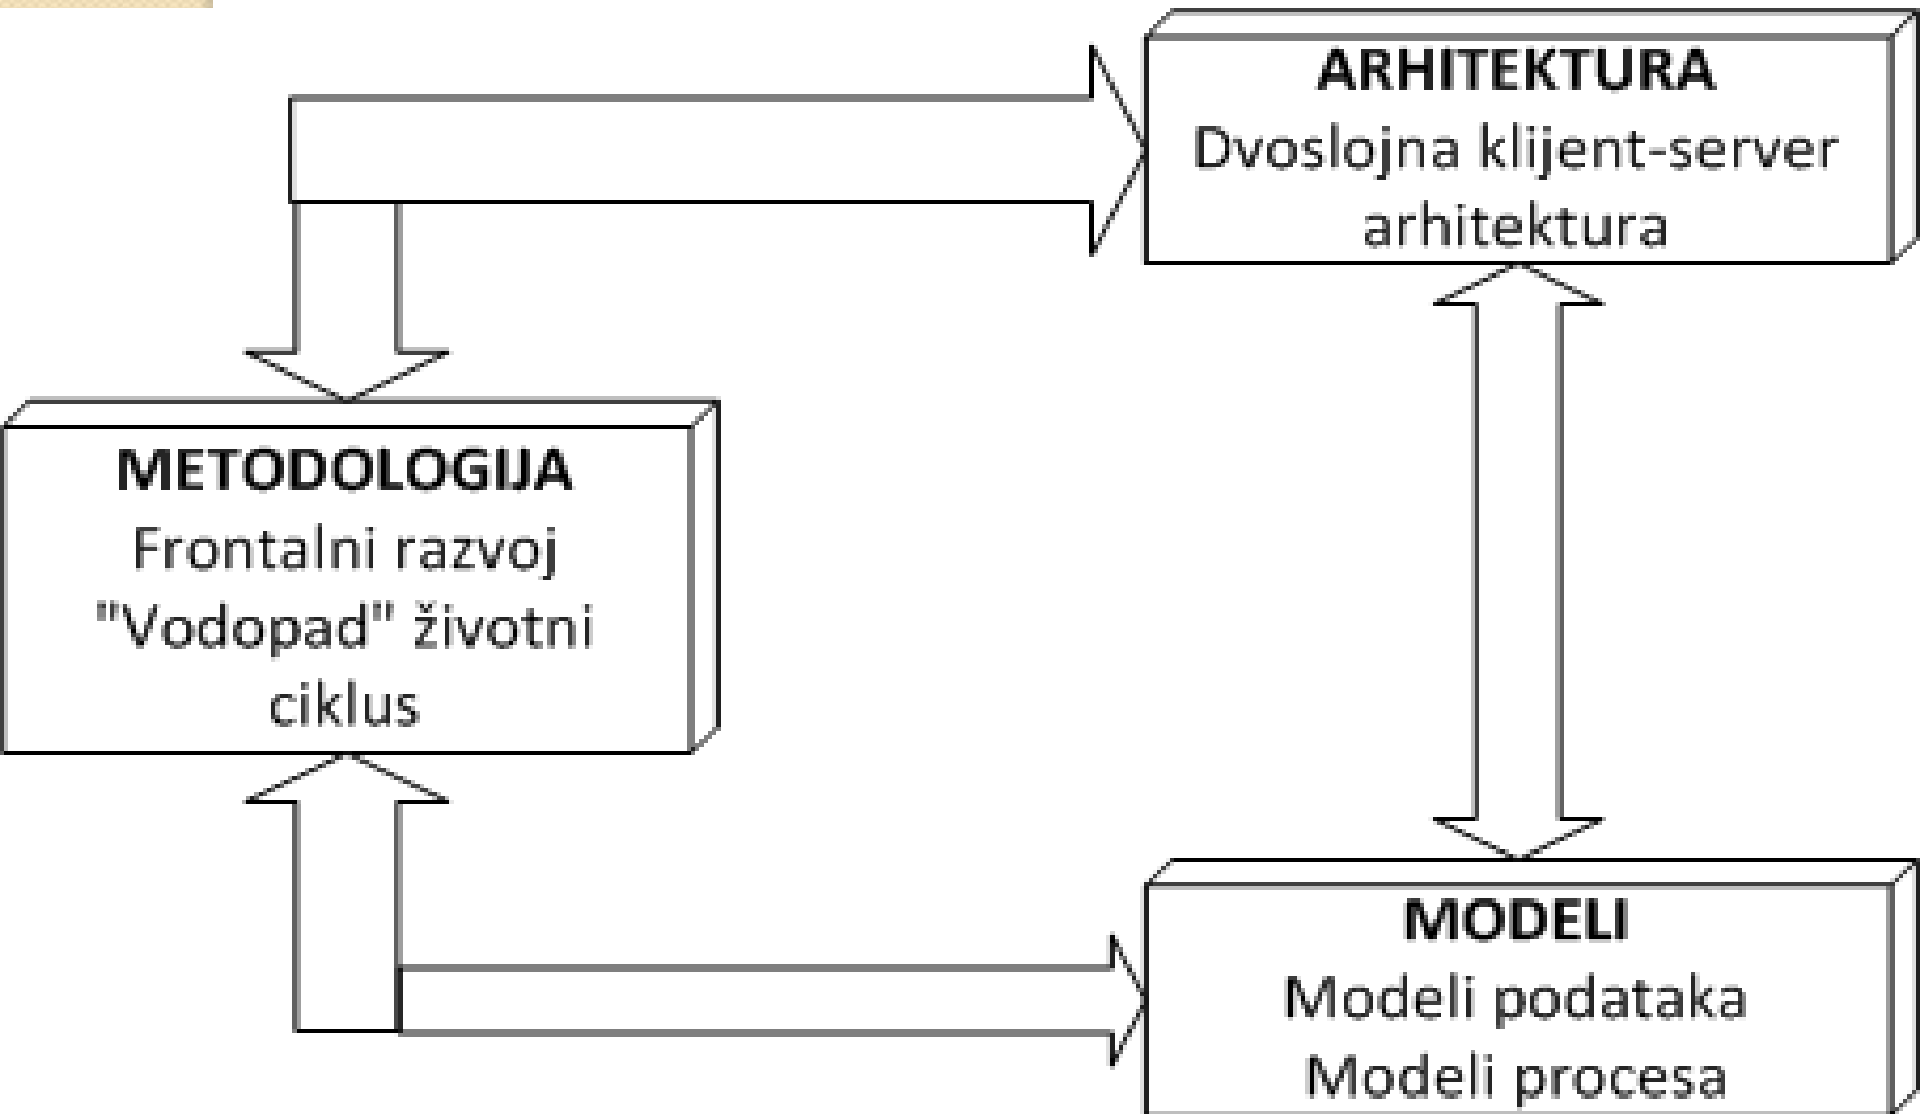 ARHITEKTURA
Dvoslojna klijent-server
arhitektura
METODOLOGIJA
Frontalni razvoj
"Vodopad" životni
ciklus
MODELI
Modeli podataka
Modeli procesa